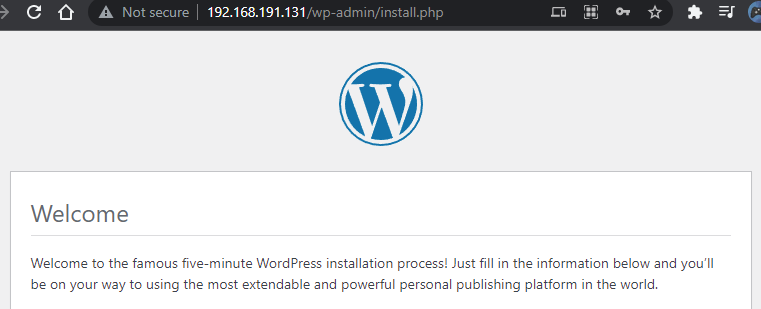 Not secure 192.168.191.131/wp-admin/install.php
W
Welcome
Welcome to the famous five-minute WordPress installation process! Just fill in the information below and you’ll
be on your way to using the most extendable and powerful personal publishing platform in the world.